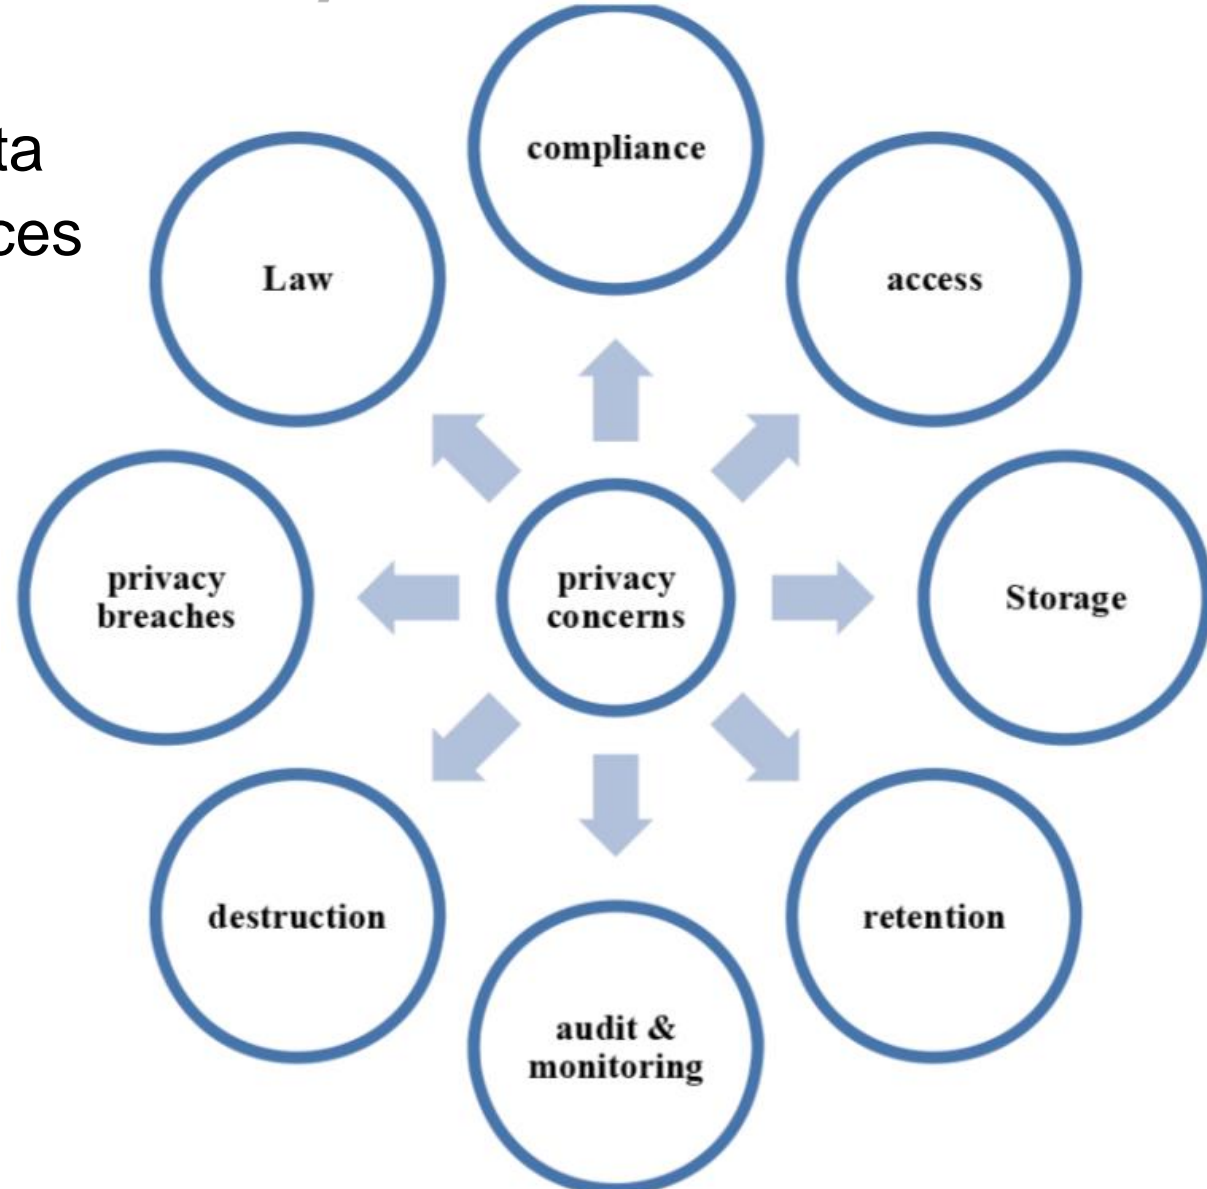 ta
ces
compliance
Law
access
privacy
breaches
privacy
concerns
Storage
destruction
retention
audit &
monitoring